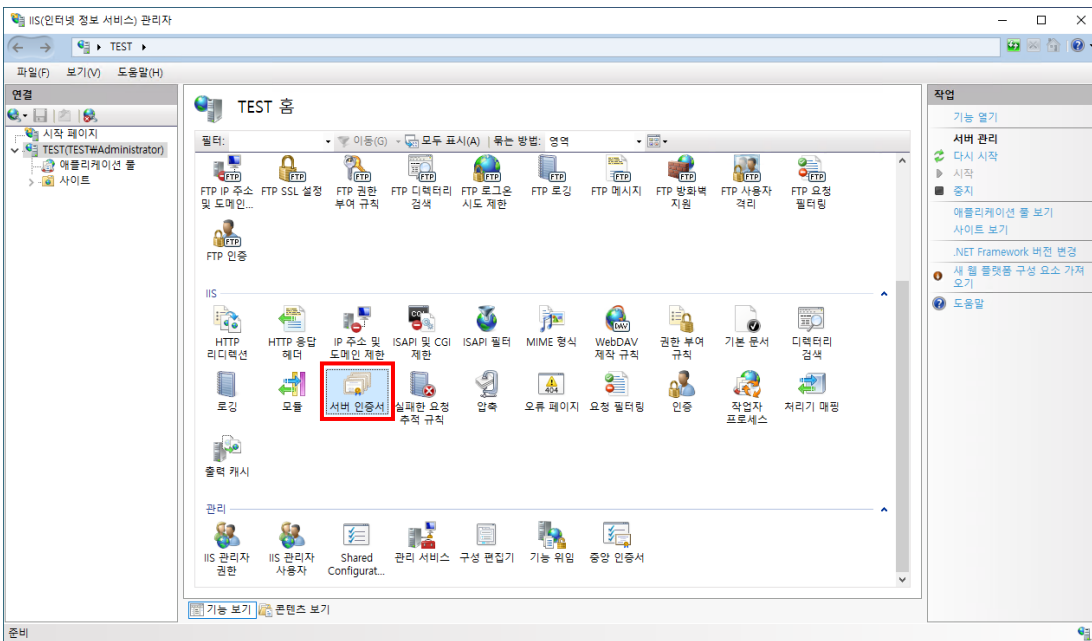 IIS(인터넷 정보 서비스) 관리자
TEST
파일(F) 보기(V) 도움말(H)
연결
시작 페이지
TEST(TEST₩Administrator)
애플리케이션 풀
사이트
TEST 홈
필터: 이동(G) 모두 표시(A) 묶는 방법: 영역
FTP IP 주소 및 도메인...
FTP SSL 설정
FTP 권한 부여 규칙
FTP 디렉터리 검색
FTP 로그온 시도 제한
FTP 로깅
FTP 메시지
FTP 방화벽 지원
FTP 사용자 격리
FTP 요청 필터링
FTP 인증
IIS
HTTP 리디렉션
HTTP 응답 헤더
IP 주소 및 도메인 제한
ISAPI 및 CGI 제한
ISAPI 필터
MIME 형식
WebDAV 제작 규칙
권한 부여 규칙
기본 문서
디렉터리 검색
로깅
모듈
서버 인증서
실패한 요청 추적 규칙
압축
오류 페이지
요청 필터링
인증
작업자 프로세스
처리기 매핑
출력 캐시
관리
IIS 관리자 권한
IIS 관리자 사용자
Shared Configurat...
관리 서비스
구성 편집기
기능 위임
중앙 인증서
기능 보기 콘텐츠 보기
작업
기능 열기
서버 관리
다시 시작
시작
중지
애플리케이션 풀 보기
사이트 보기
.NET Framework 버전 변경
새 웹 플랫폼 구성 요소 가져
오기
도움말
준비